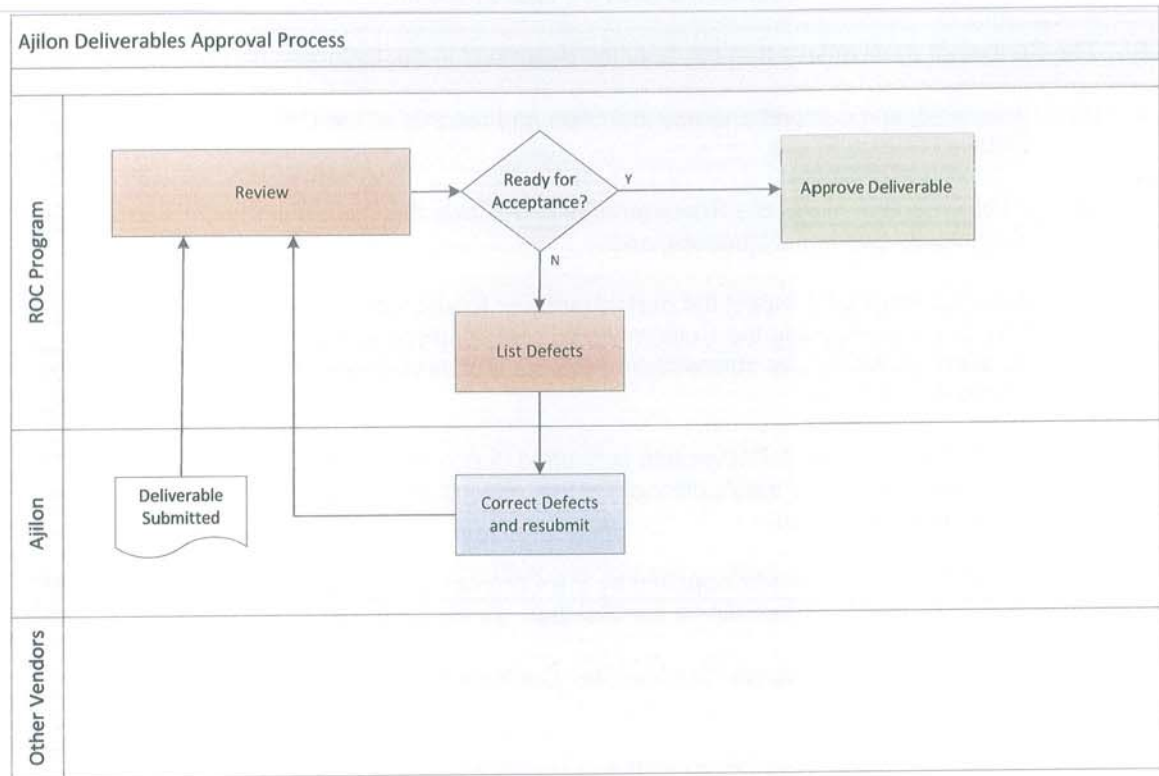 Ajilon Deliverables Approval Process
ROC Program
Review
Ready for
Acceptance?
Y
Approve Deliverable
N
List Defects
Ajilon
Deliverable
Submitted
Correct Defects
and resubmit
Other Vendors